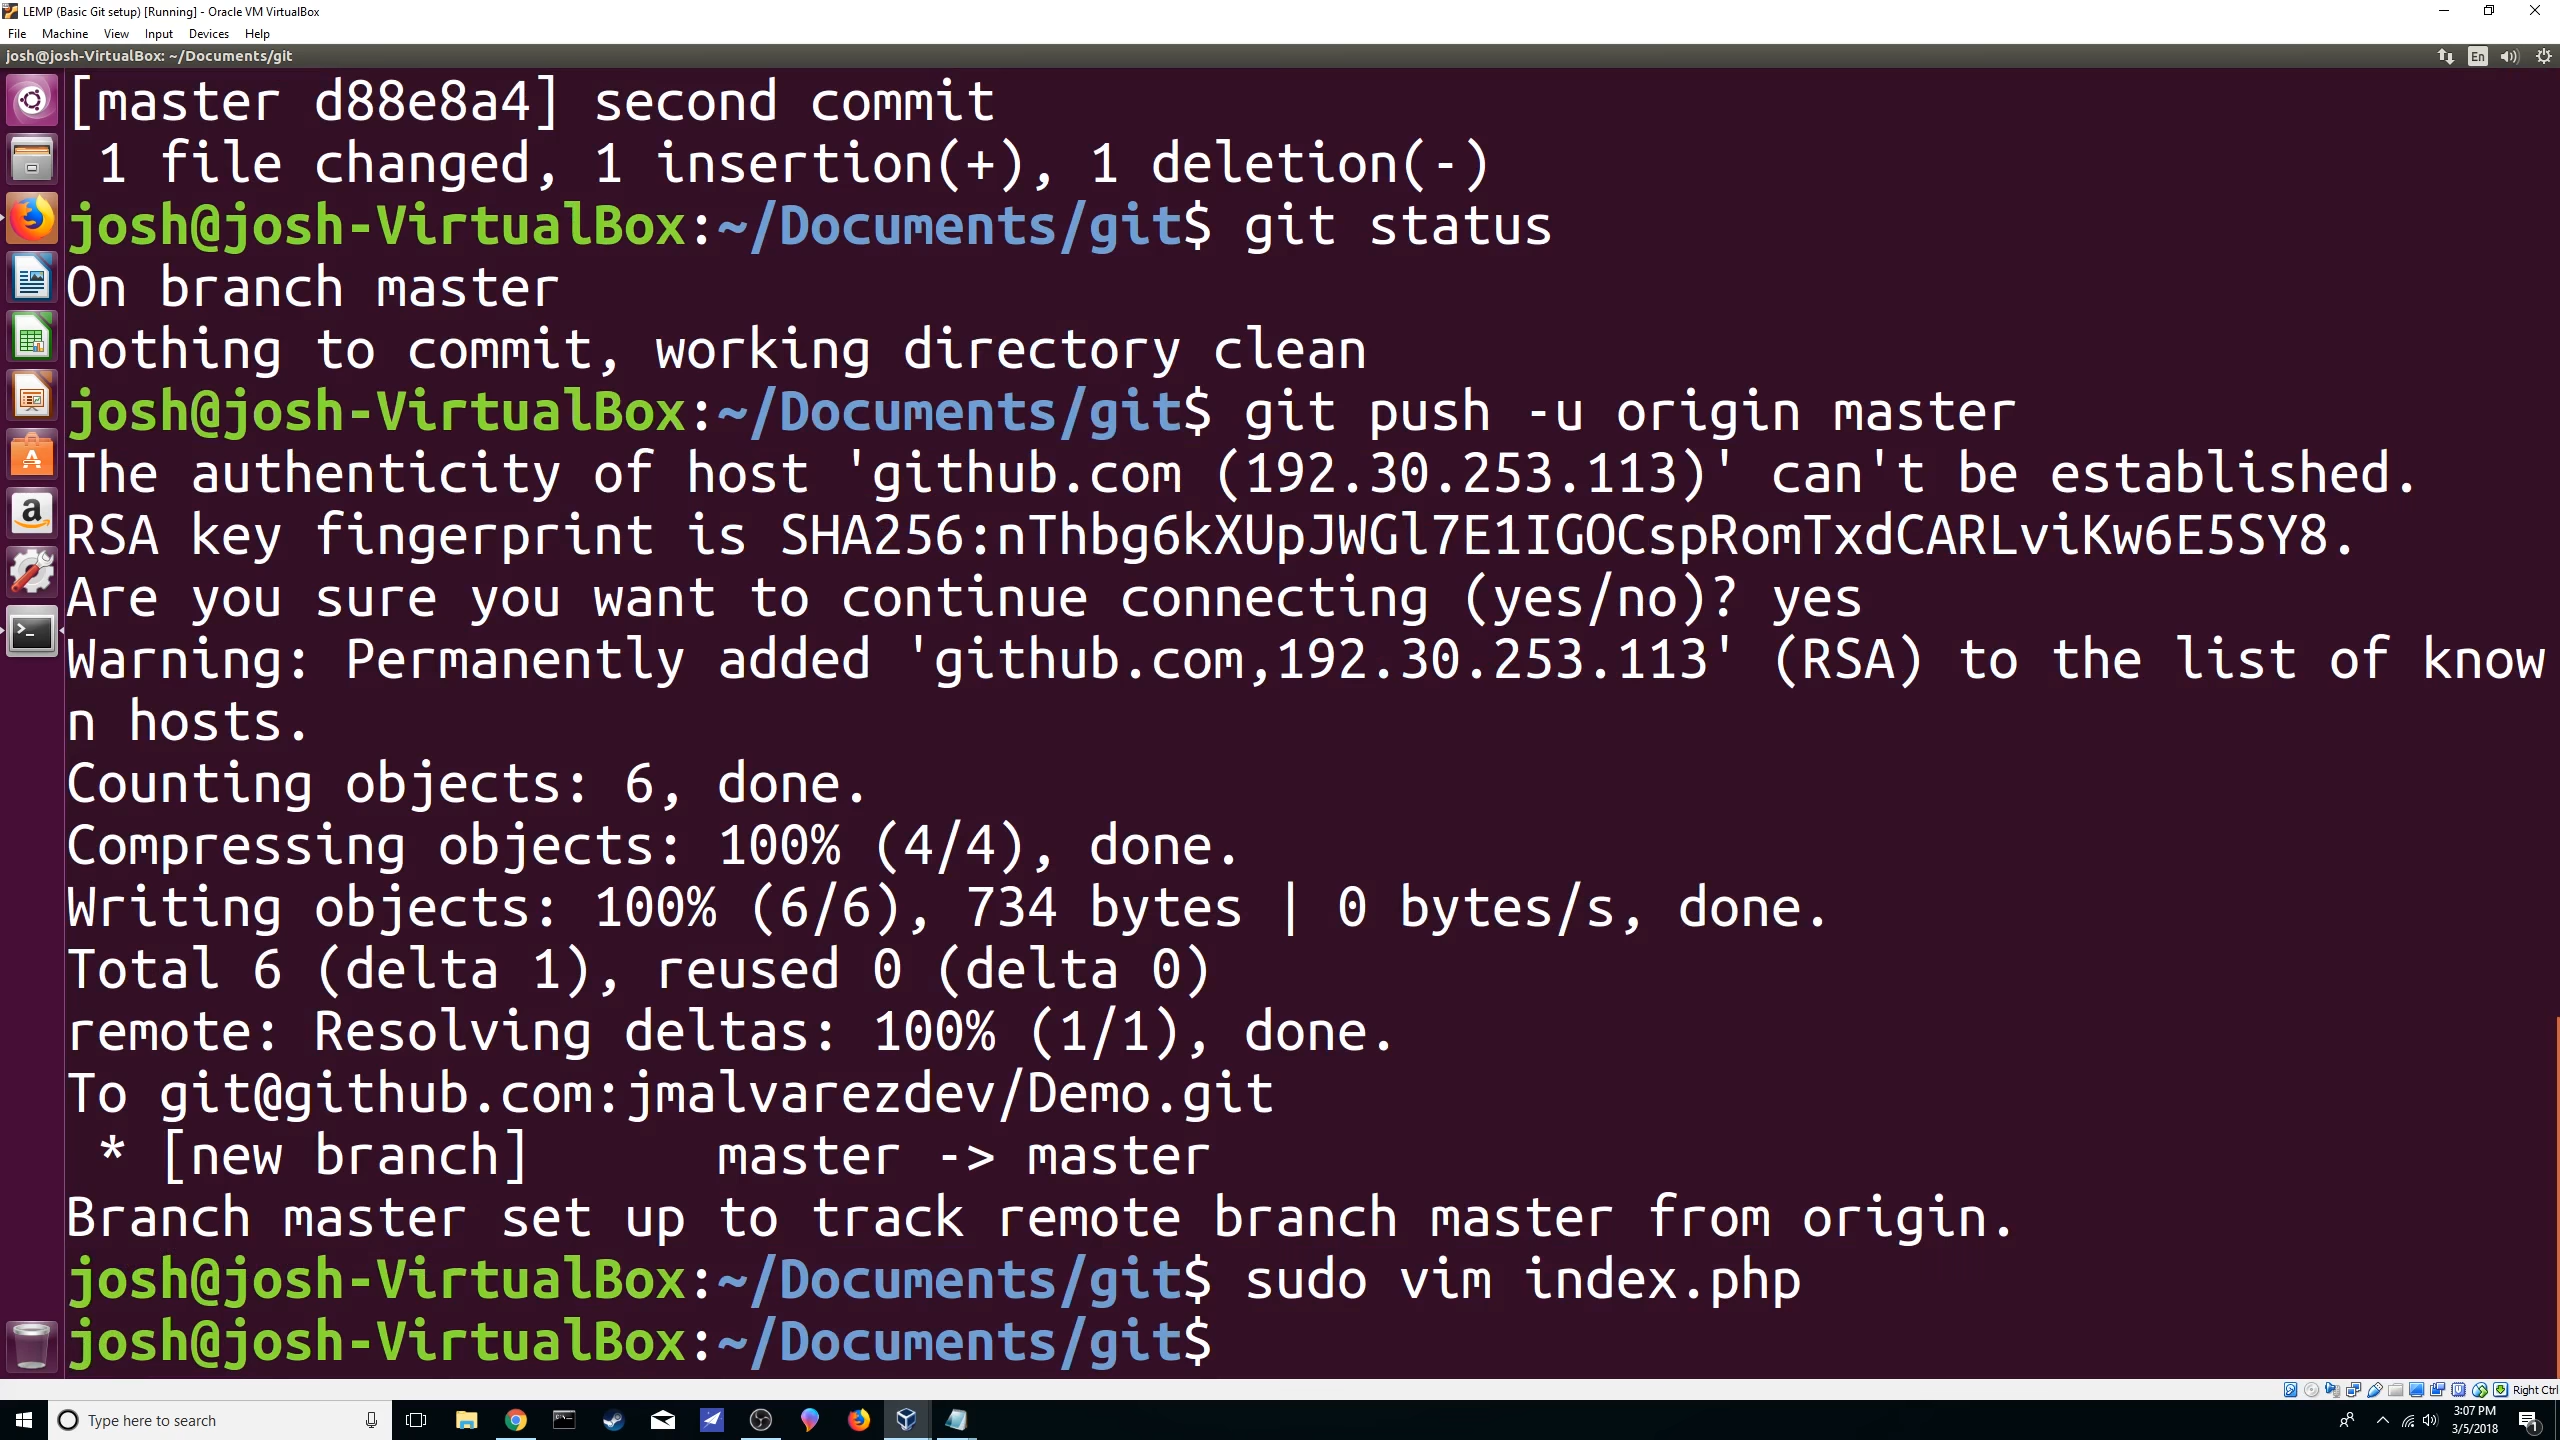 LEMP (Basic Git setup) [Running] - Oracle VM VirtualBox
File Machine View Input Devices Help
josh@josh-VirtualBox: ~/Documents/git
En
[master d88e8a4] second commit
 1 file changed, 1 insertion(+), 1 deletion(-)
josh@josh-VirtualBox:~/Documents/git$ git status
On branch master
nothing to commit, working directory clean
josh@josh-VirtualBox:~/Documents/git$ git push -u origin master
The authenticity of host 'github.com (192.30.253.113)' can't be established.
RSA key fingerprint is SHA256:nThbg6kXUpJWGl7E1IGOCspRomTxdCARLviKw6E5SY8.
Are you sure you want to continue connecting (yes/no)? yes
Warning: Permanently added 'github.com,192.30.253.113' (RSA) to the list of know
n hosts.
Counting objects: 6, done.
Compressing objects: 100% (4/4), done.
Writing objects: 100% (6/6), 734 bytes | 0 bytes/s, done.
Total 6 (delta 1), reused 0 (delta 0)
remote: Resolving deltas: 100% (1/1), done.
To git@github.com:jmalvarezdev/Demo.git
 * [new branch]      master -> master
Branch master set up to track remote branch master from origin.
josh@josh-VirtualBox:~/Documents/git$ sudo vim index.php
josh@josh-VirtualBox:~/Documents/git$
Right Ctrl
Type here to search
3:07 PM
3/5/2018
1